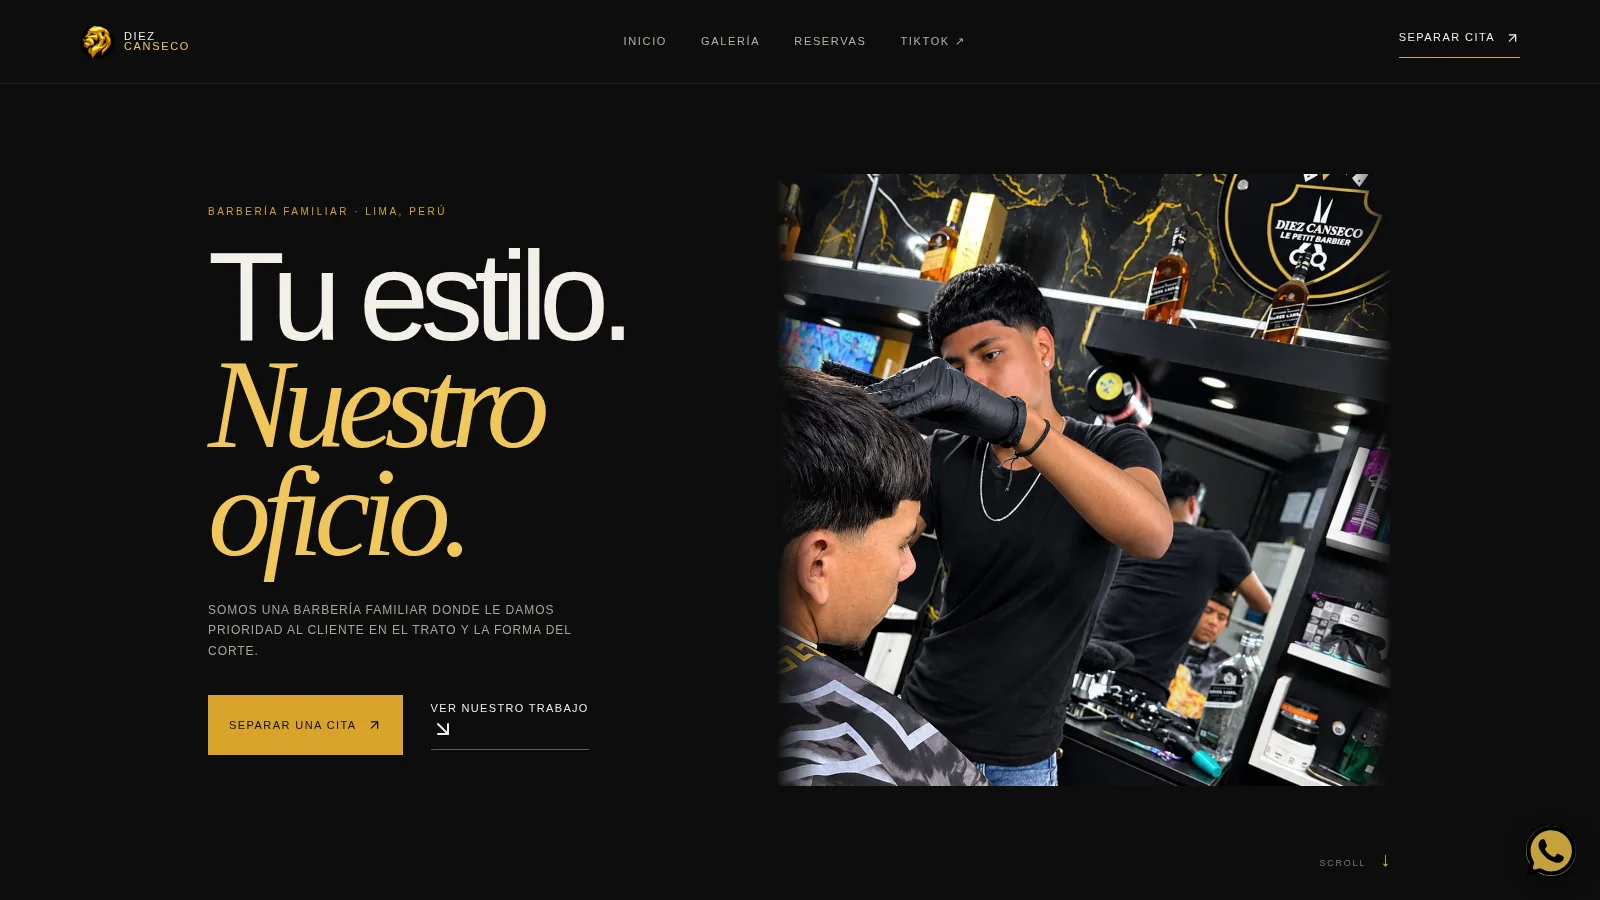 DIEZ
CANSECO
INICIO
GALERÍA
RESERVAS
TIKTOK ↗
SEPARAR CITA
BARBERÍA FAMILIAR · LIMA, PERÚ
Tu estilo.
Nuestro
oficio.
SOMOS UNA BARBERÍA FAMILIAR DONDE LE DAMOS
PRIORIDAD AL CLIENTE EN EL TRATO Y LA FORMA DEL
CORTE.
SEPARAR UNA CITA
VER NUESTRO TRABAJO
DIEZ CANSECO
LE PETIT BARBIER
SCROLL